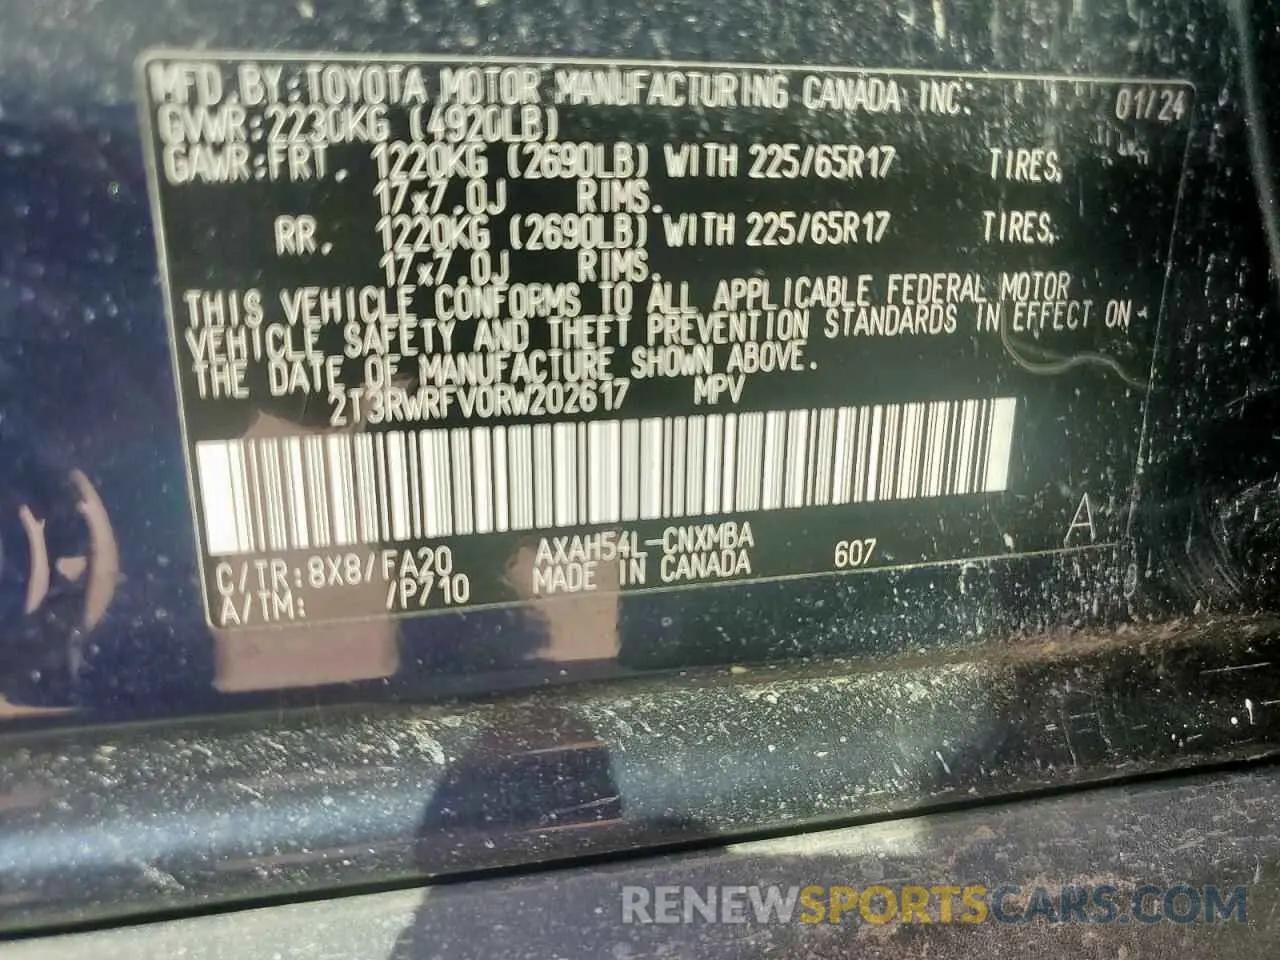 MFD BY: TOYOTA MOTOR MANUFACTURING CANADA INC. 01/24
GVWR: 2230KG (4920LB)
GAWR: FRT. 1220KG (2690LB) WITH 225/65R17 TIRES,
17x7.0J RIMS.
RR. 1220KG (2690LB) WITH 225/65R17 TIRES,
17x7.0J RIMS.
THIS VEHICLE CONFORMS TO ALL APPLICABLE FEDERAL MOTOR
VEHICLE SAFETY AND THEFT PREVENTION STANDARDS IN EFFECT ON
THE DATE OF MANUFACTURE SHOWN ABOVE.
2T3RWRFV0RW202617 MPV
C/TR: 8X8/FA20 AXAH54L-CNXMBA 607 A
A/TM: /P710 MADE IN CANADA
RENEWSPORTSCARS.COM